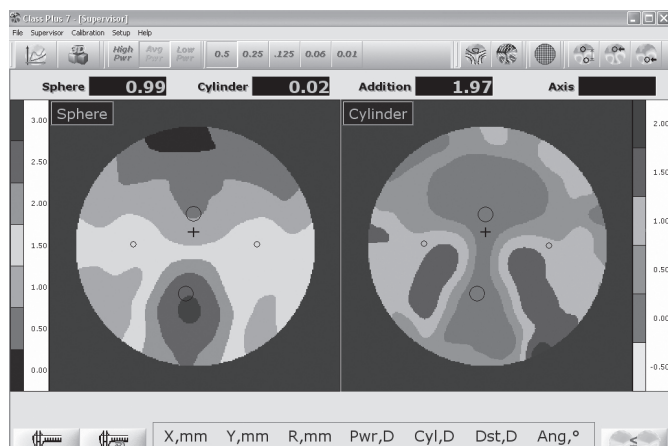 Class Plus 7 - [Supervisor]
File Supervisor Calibration Setup Help
High Pwr Avg Pwr Low Pwr 0.5 0.25 .125 0.06 0.01
Sphere 0.99 Cylinder 0.02 Addition 1.97 Axis
Sphere Cylinder
3.00 2.00
2.50 1.50
2.00 1.00
1.50 0.50
1.00 0.00
0.50 -0.50
0.00
X,mm Y,mm R,mm Pwr,D Cyl,D Dst,D Ang,°